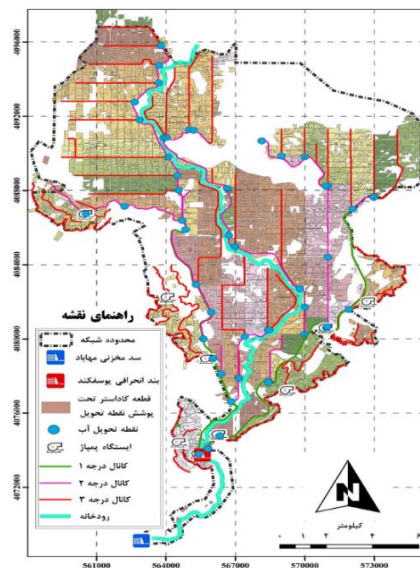 4096000
4092000
4088000
4084000
4080000
4076000
4072000
راهنمای نقشه
محدوده شبکه
سد مخزنی مهاباد
بند انحرافی یوسفکند
قطعه کاداستر تحت
پوشش نقطه تحویل
نقطه تحویل آب
ایستگاه پمپاژ
کانال درجه ۱
کانال درجه ۲
کانال درجه ۳
رودخانه
N
کیلومتر
۰ ۱ ۲ ۴ ۶
561000 564000 567000 570000 573000